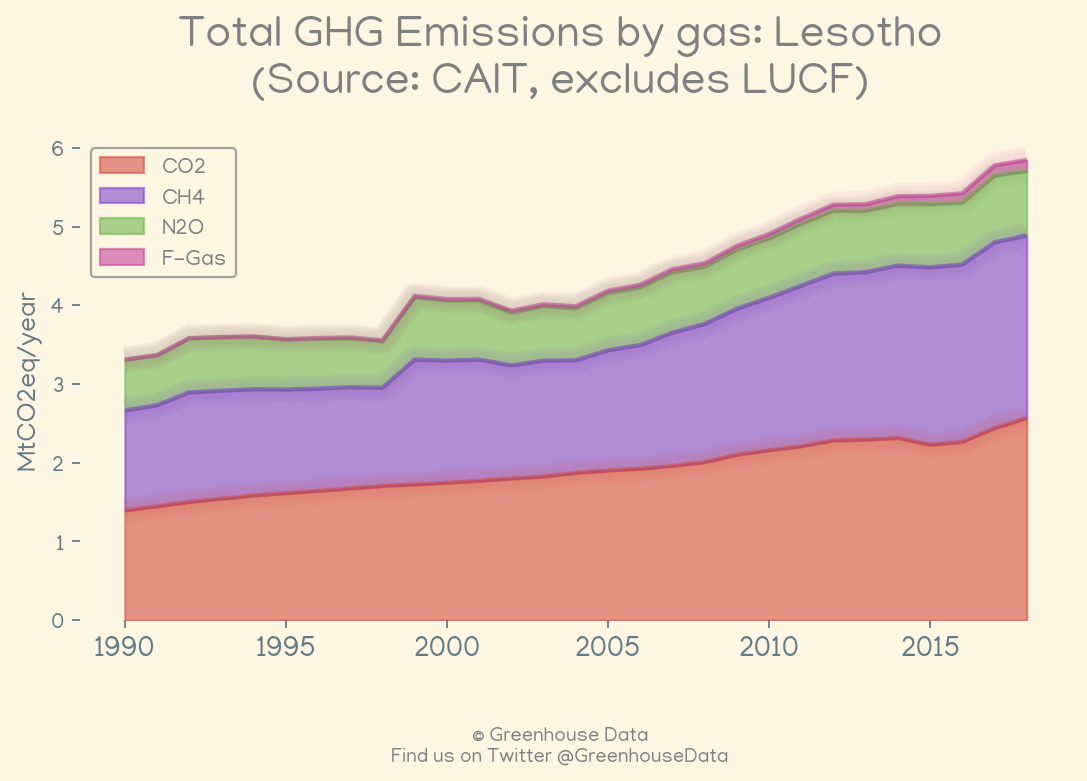 Total GHG Emissions by gas: Lesotho
(Source: CAIT, excludes LUCF)
6
5
4
3
2
1
0
MtCO2eq/year
CO2
CH4
N2O
F-Gas
1990 1995 2000 2005 2010 2015
© Greenhouse Data
Find us on Twitter @GreenhouseData